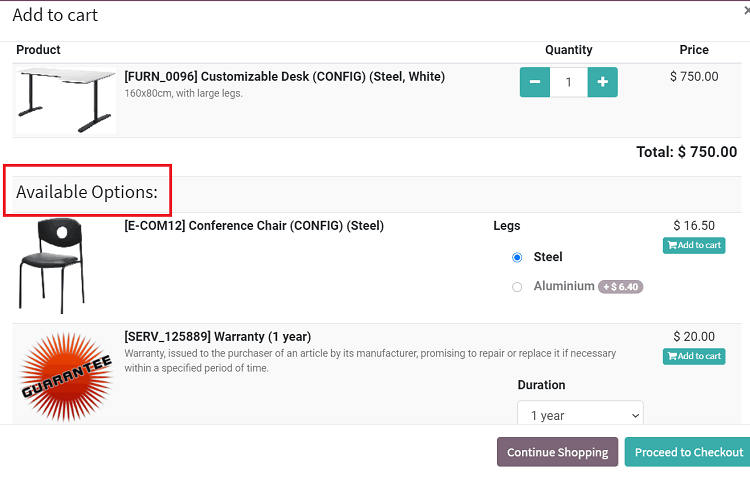 Add to cart
Product Quantity Price
[FURN_0096] Customizable Desk (CONFIG) (Steel, White)
160x80cm, with large legs.
1
$ 750.00
Total: $ 750.00
Available Options:
[E-COM12] Conference Chair (CONFIG) (Steel)
Legs
Steel
Aluminium + $ 6.40
$ 16.50
Add to cart
GUARRANTEE
[SERV_125889] Warranty (1 year)
Warranty, issued to the purchaser of an article by its manufacturer, promising to repair or replace it if necessary
within a specified period of time.
Duration
1 year
$ 20.00
Add to cart
Continue Shopping
Proceed to Checkout